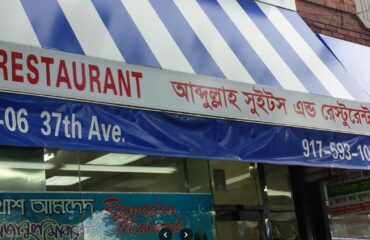 RESTAURANT আব্দুল্লাহ সুইটস এন্ড রেস্টুরেন্ট
-06 37th Ave. 917-593-10
Ramadan
Mubarak